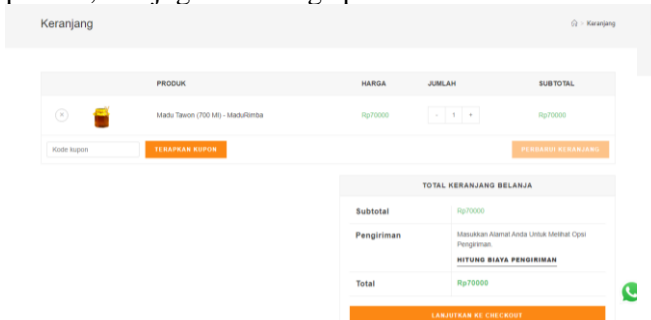 Keranjang
> Keranjang
PRODUK HARGA JUMLAH SUBTOTAL
× Madu Tawon (700 Ml) - MaduRimba Rp70000 - 1 + Rp70000
Kode kupon TERAPKAN KUPON PERBARUI KERANJANG
TOTAL KERANJANG BELANJA
Subtotal Rp70000
Pengiriman Masukkan Alamat Anda Untuk Melihat Opsi
Pengiriman.
HITUNG BIAYA PENGIRIMAN
Total Rp70000
LANJUTKAN KE CHECKOUT